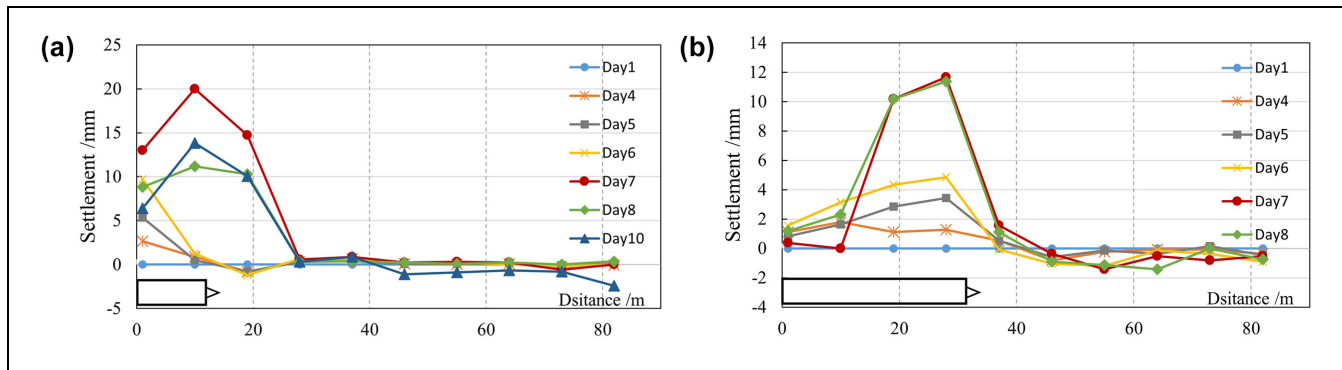 (a)
Settlement /mm
25
20
15
10
5
0
-5
Day1
Day4
Day5
Day6
Day7
Day8
Day10
Dsitance /m
0
20
40
60
80
(b)
Settlement /mm
14
12
10
8
6
4
2
0
-2
-4
Day1
Day4
Day5
Day6
Day7
Day8
Dsitance /m
0
20
40
60
80